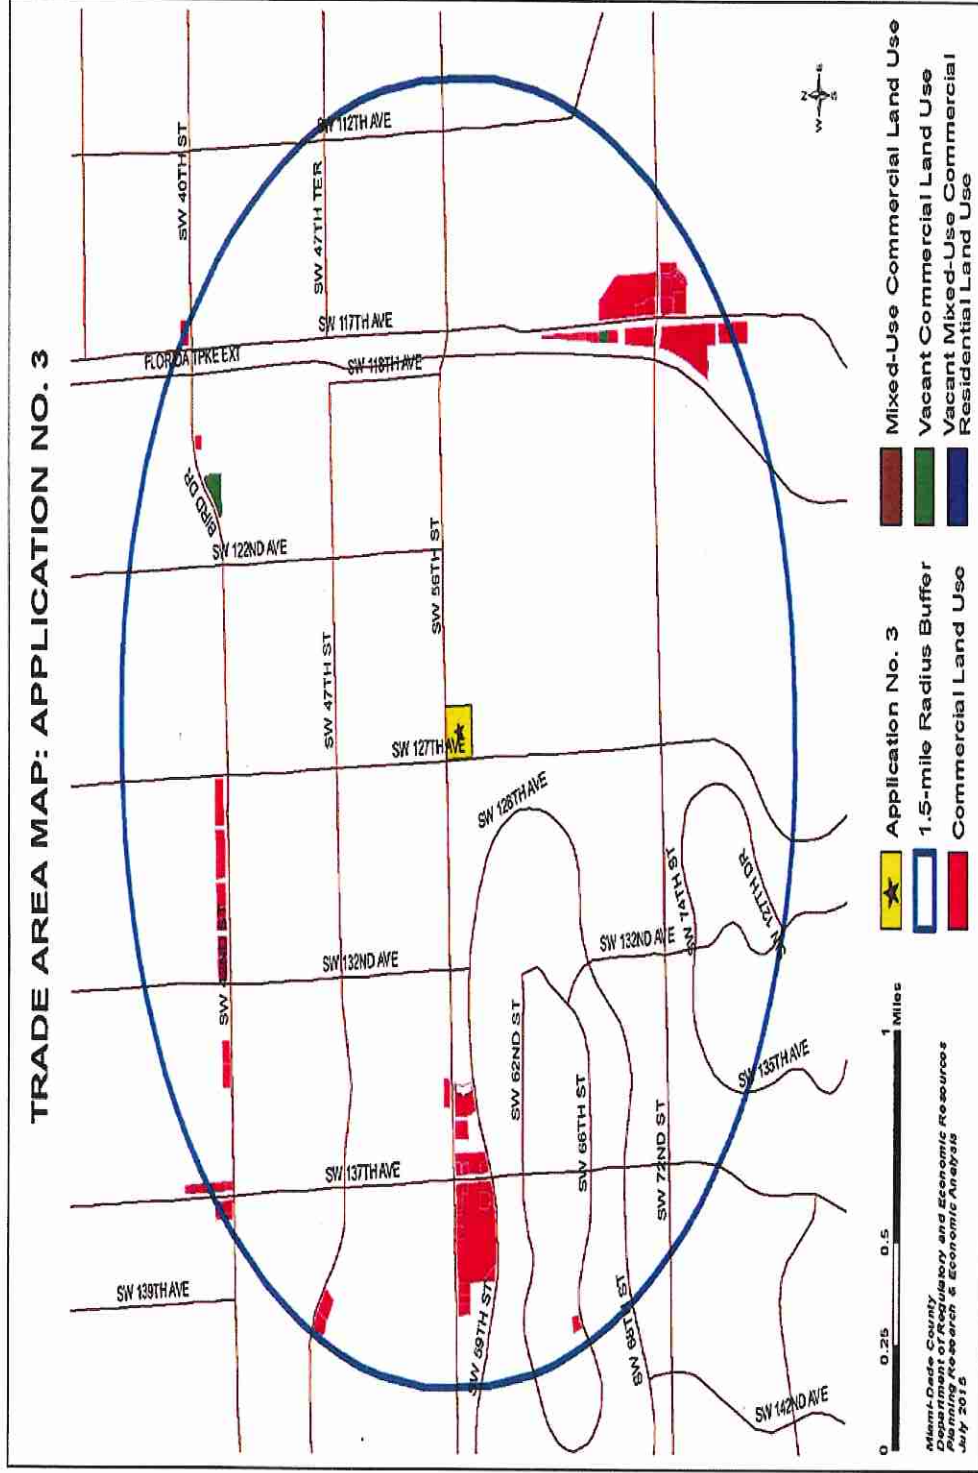 TRADE AREA MAP: APPLICATION NO. 3
SW 40TH ST
SW 112TH AVE
SW 47TH TER
SW 117TH AVE
FLORIDA TPKE EXT
SW 118TH AVE
BIRD DR
SW 122ND AVE
SW 56TH ST
SW 47TH ST
SW 127TH AVE
SW 128TH AVE
SW 74TH ST
SW 127TH DR
SW 132ND AVE
SW 42ND ST
SW 132ND AVE
SW 62ND ST
SW 135TH AVE
SW 66TH ST
SW 72ND ST
SW 137TH AVE
SW 139TH AVE
SW 59TH ST
SW 68TH ST
SW 142ND AVE
N
W E
S
0 0.25 0.5 1
Miles
Miami-Dade County
Department of Regulatory and Economic Resources
Planning Research & Economic Analysis
July 2015
Application No. 3
1.5-mile Radius Buffer
Commercial Land Use
Mixed-Use Commercial Land Use
Vacant Commercial Land Use
Vacant Mixed-Use Commercial
Residential Land Use